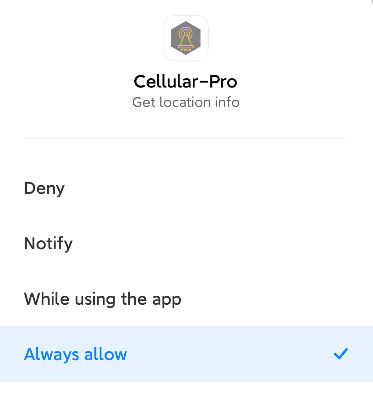 Cellular-Pro
Get location info
Deny
Notify
While using the app
Always allow